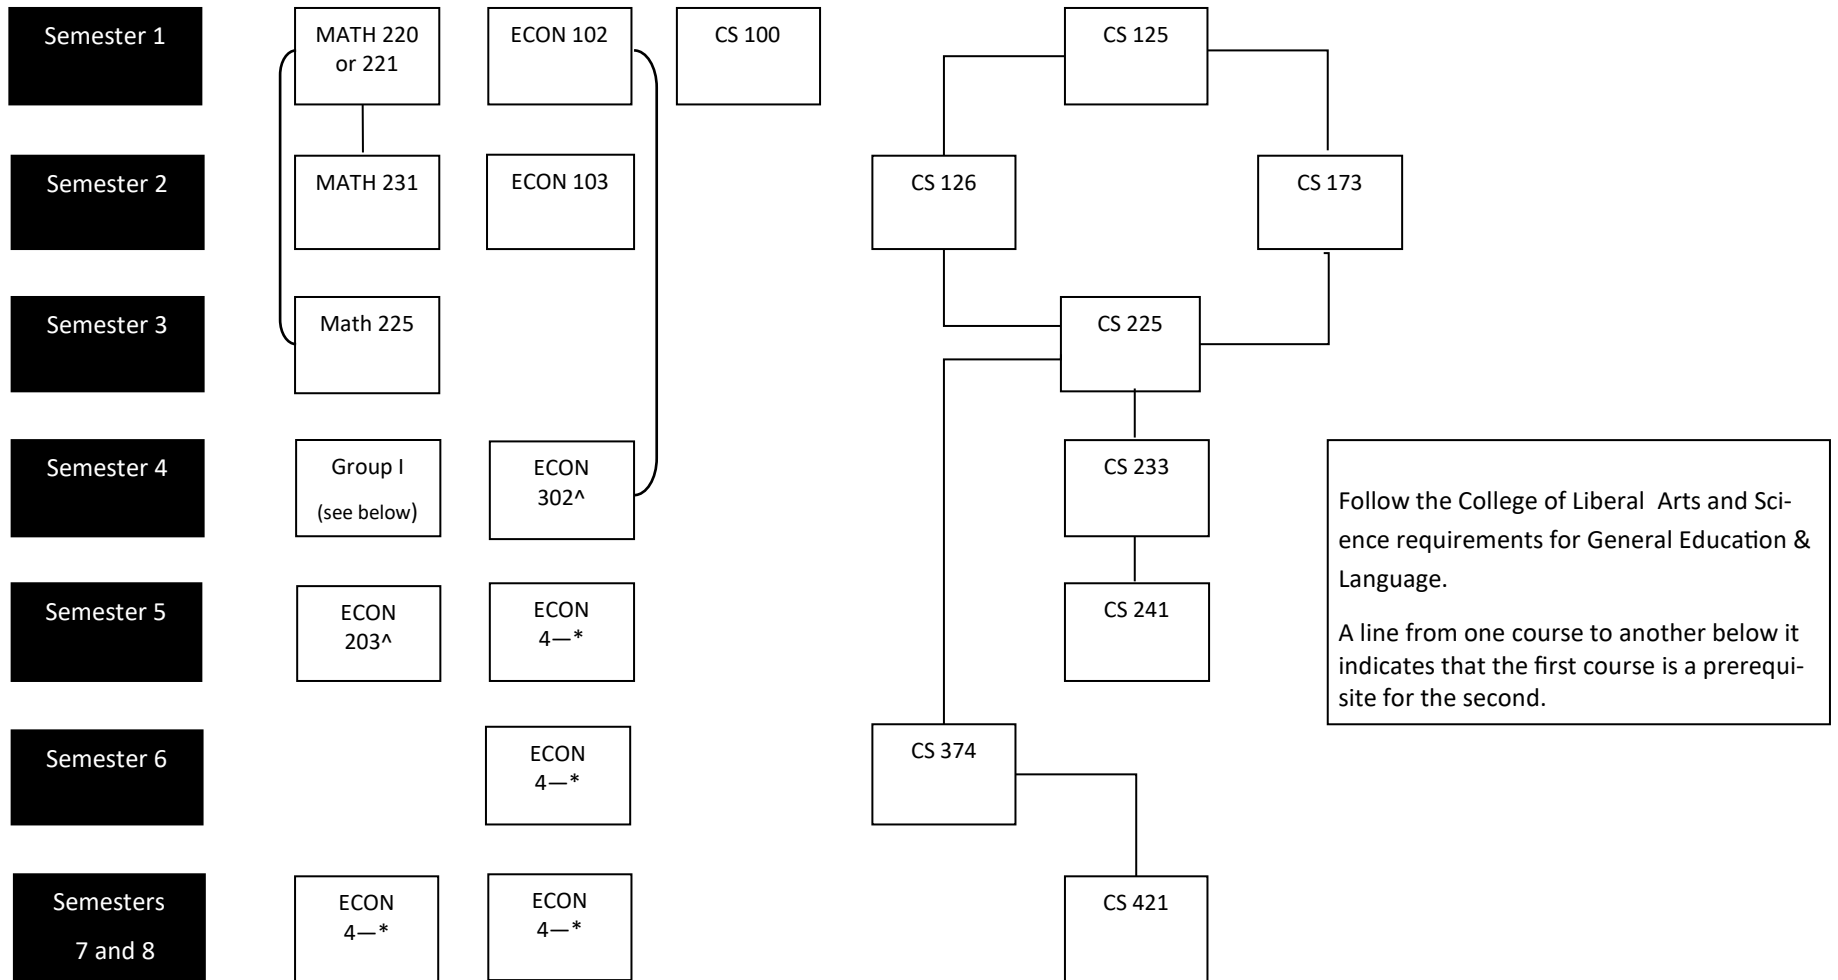 Semester 1
MATH 220
or 221
ECON 102
CS 100
CS 125
Semester 2
MATH 231
ECON 103
CS 126
CS 173
Semester 3
Math 225
CS 225
Semester 4
Group I
(see below)
ECON
302^
CS 233
Follow the College of Liberal Arts and Sci-
ence requirements for General Education &
Language.
A line from one course to another below it
indicates that the first course is a prerequi-
site for the second.
Semester 5
ECON
203^
ECON
4—*
CS 241
Semester 6
ECON
4—*
CS 374
Semesters
7 and 8
ECON
4—*
ECON
4—*
CS 421